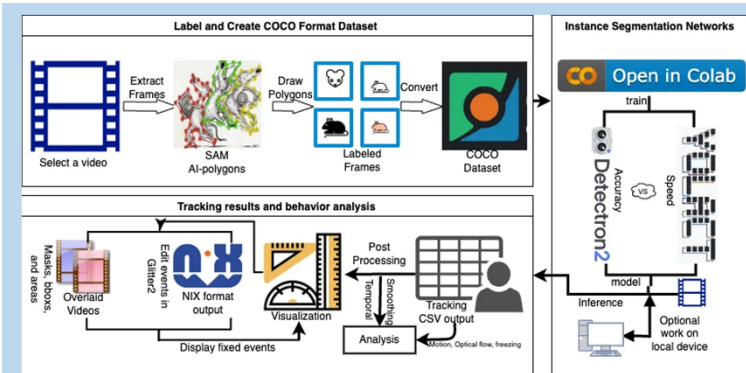 Label and Create COCO Format Dataset
Extract
Frames
Draw
Polygons
Convert
Select a video
SAM
AI-polygons
Labeled
Frames
COCO
Dataset
Instance Segmentation Networks
Open in Colab
train
Detectron2
Accuracy
VS
Speed
model
Inference
Optional
work on
local device
Tracking results and behavior analysis
Masks, bboxs,
and areas
Overlaid
Videos
Edit events in
Glitter2
NIX format
output
Visualization
Post
Processing
Smoothing
Temporal
Tracking
CSV output
Analysis
Motion, Optical flow, freezing
Display fixed events